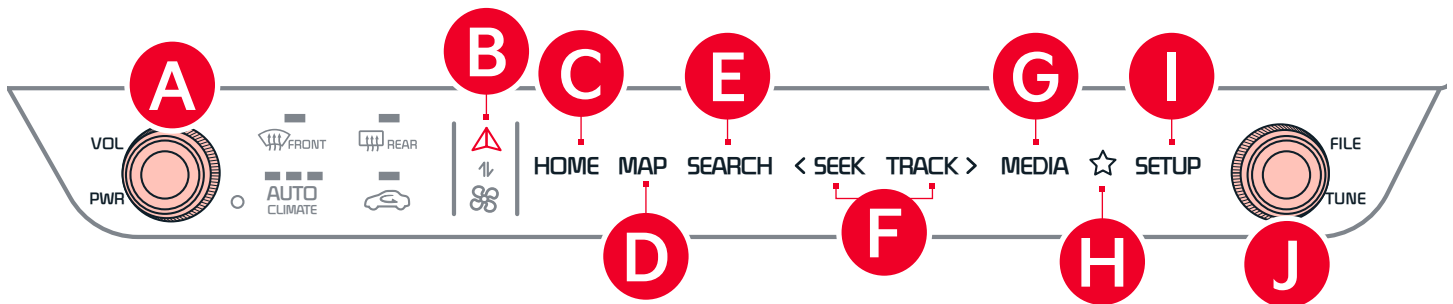 A
B
C
E
G
I
VOL
PWR
FRONT
REAR
AUTO
CLIMATE
HOME MAP SEARCH < SEEK TRACK > MEDIA SETUP
FILE
TUNE
D
F
H
J